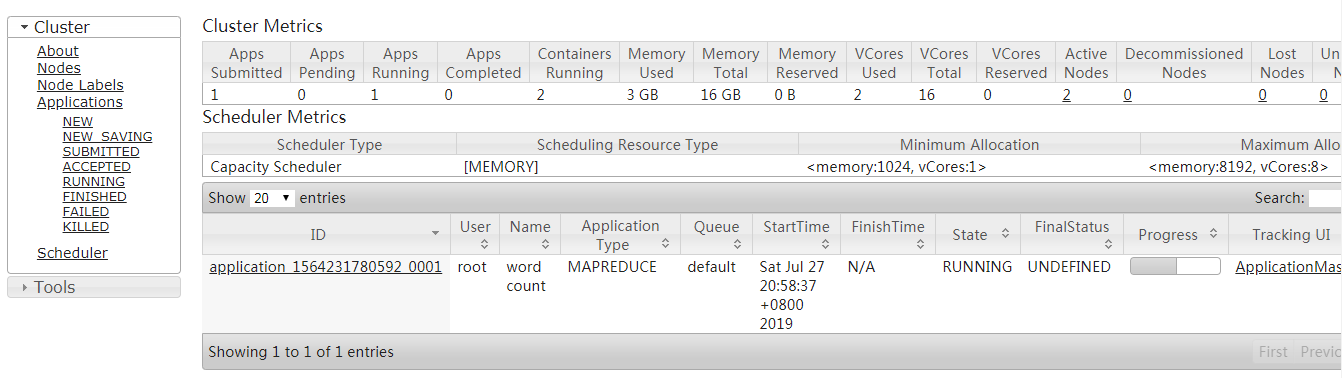 Cluster
About
Nodes
Node Labels
Applications
NEW
NEW_SAVING
SUBMITTED
ACCEPTED
RUNNING
FINISHED
FAILED
KILLED
Scheduler
Tools
Cluster Metrics
Apps Submitted Apps Pending Apps Running Apps Completed Containers Running Memory Used Memory Total Memory Reserved VCores Used VCores Total VCores Reserved Active Nodes Decommissioned Nodes Lost Nodes
1 0 1 0 2 3 GB 16 GB 0 B 2 16 0 2 0 0 0
Scheduler Metrics
Scheduler Type Scheduling Resource Type Minimum Allocation Maximum Allo
Capacity Scheduler [MEMORY] <memory:1024, vCores:1> <memory:8192, vCores:8>
Show 20 entries Search:
ID User Name Application Type Queue StartTime FinishTime State FinalStatus Progress Tracking UI
application_1564231780592_0001 root word count MAPREDUCE default Sat Jul 27 20:58:37 +0800 2019 N/A RUNNING UNDEFINED ApplicationMas
Showing 1 to 1 of 1 entries First Previc